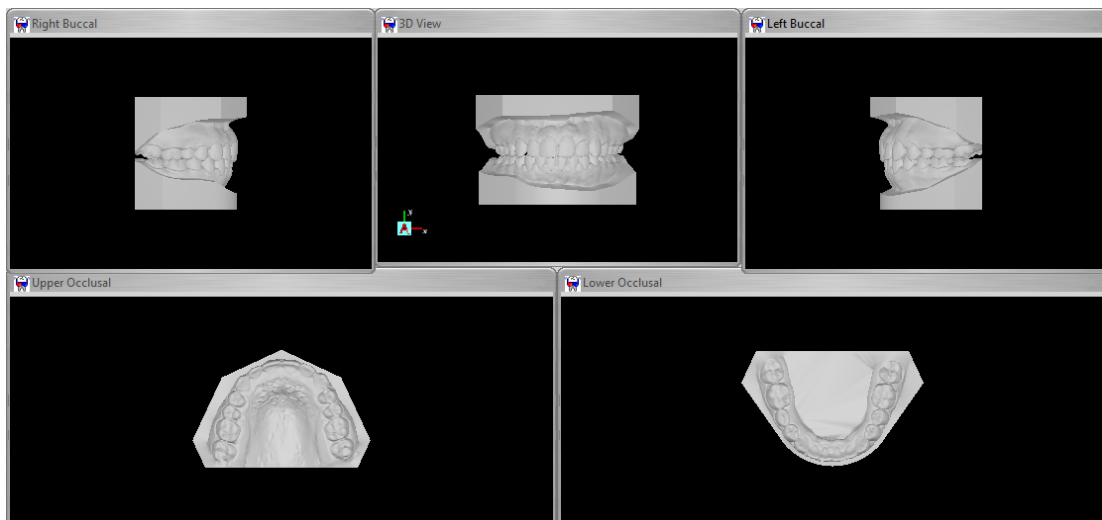 Right Buccal
3D View
Left Buccal
y
A
x
Upper Occlusal
Lower Occlusal